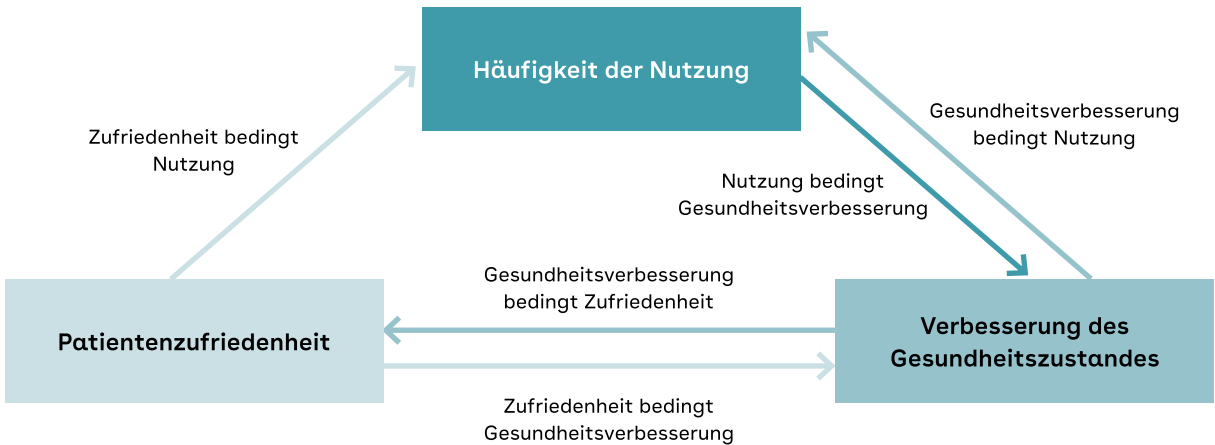 Häufigkeit der Nutzung
Zufriedenheit bedingt
Nutzung
Gesundheitsverbesserung
bedingt Nutzung
Nutzung bedingt
Gesundheitsverbesserung
Gesundheitsverbesserung
bedingt Zufriedenheit
Patientenzufriedenheit
Verbesserung des
Gesundheitszustandes
Zufriedenheit bedingt
Gesundheitsverbesserung